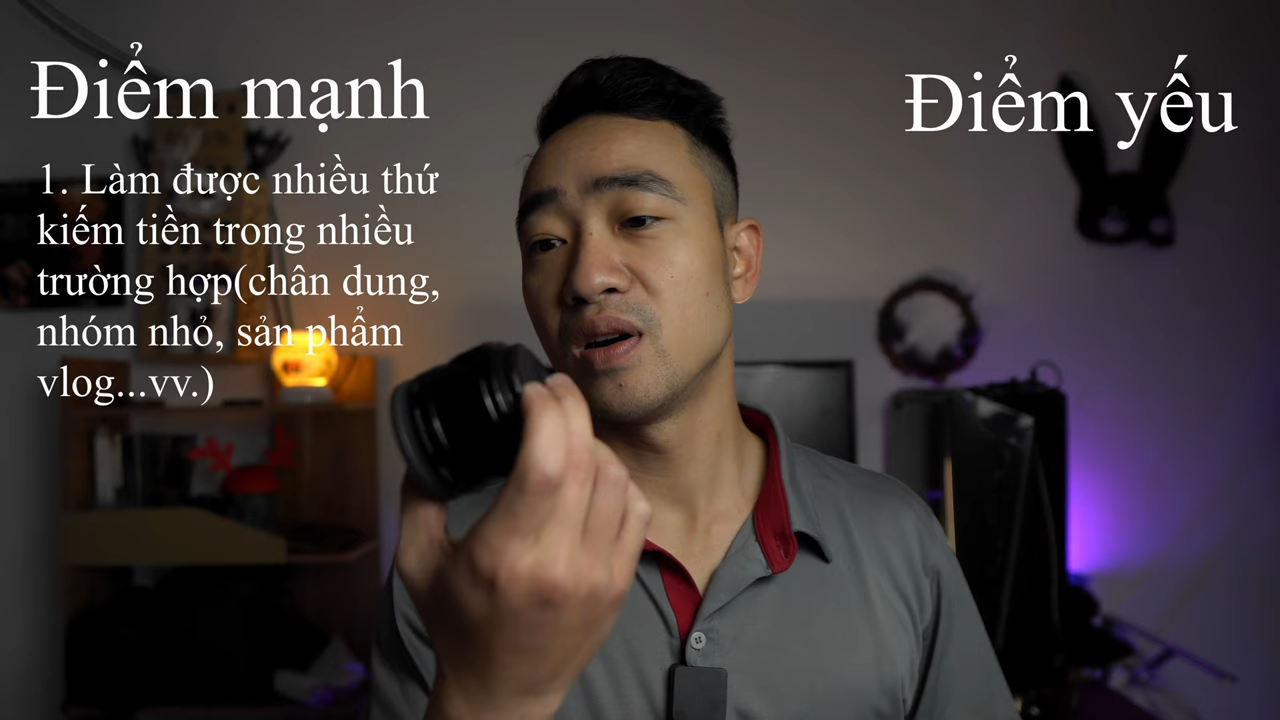 Điểm mạnh
1. Làm được nhiều thứ
kiếm tiền trong nhiều
trường hợp(chân dung,
nhóm nhỏ, sản phẩm
vlog...vv.)
Điểm yếu